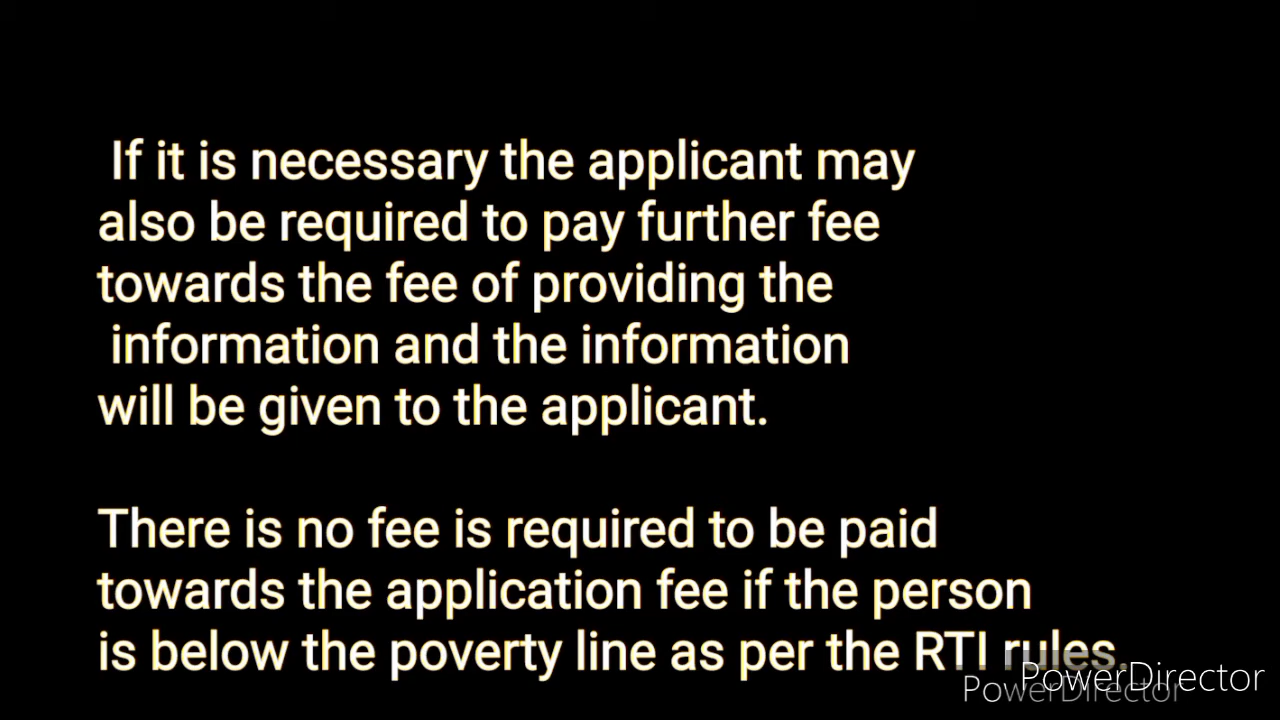 If it is necessary the applicant may
also be required to pay further fee
towards the fee of providing the
information and the information
will be given to the applicant.
There is no fee is required to be paid
towards the application fee if the person
is below the poverty line as per the RTI rules.
PowerDirector
PowerDirector